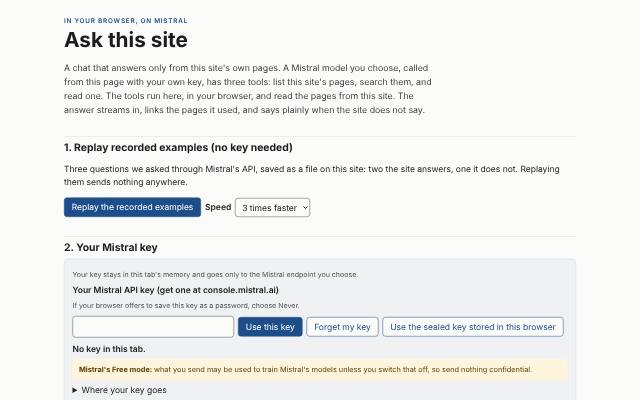 IN YOUR BROWSER, ON MISTRAL
Ask this site
A chat that answers only from this site's own pages. A Mistral model you choose, called
from this page with your own key, has three tools: list this site's pages, search them, and
read one. The tools run here, in your browser, and read the pages from this site. The
answer streams in, links the pages it used, and says plainly when the site does not say.
1. Replay recorded examples (no key needed)
Three questions we asked through Mistral's API, saved as a file on this site: two the site answers, one it does not. Replaying
them sends nothing anywhere.
Replay the recorded examples Speed 3 times faster
2. Your Mistral key
Your key stays in this tab's memory and goes only to the Mistral endpoint you choose.
Your Mistral API key (get one at console.mistral.ai)
If your browser offers to save this key as a password, choose Never.
Use this key Forget my key Use the sealed key stored in this browser
No key in this tab.
Mistral's Free mode: what you send may be used to train Mistral's models unless you switch that off, so send nothing confidential.
Where your key goes